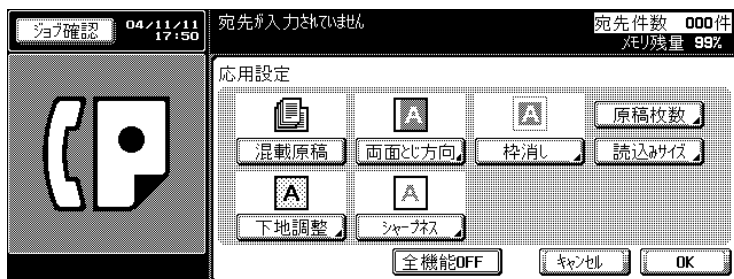 ジョブ確認
04/11/11
17:50
宛先が入力されていません
宛先件数 000件
メモリ残量 99%
応用設定
A
A
混載原稿
両面とじ方向
枠消し
原稿枚数
読込みサイズ
A
A
下地調整
シャープネス
全機能OFF
キャンセル
OK